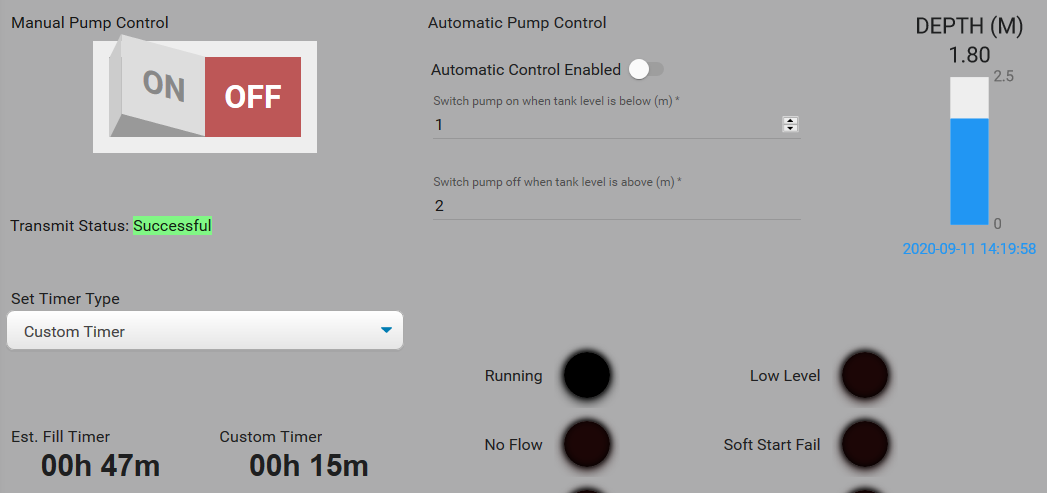 Manual Pump Control
ON
OFF
Transmit Status: Successful
Set Timer Type
Custom Timer
Est. Fill Timer
00h 47m
Custom Timer
00h 15m
Automatic Pump Control
Automatic Control Enabled
Switch pump on when tank level is below (m) *
1
Switch pump off when tank level is above (m) *
2
Running
Low Level
No Flow
Soft Start Fail
DEPTH (M)
1.80
2.5
0
2020-09-11 14:19:58